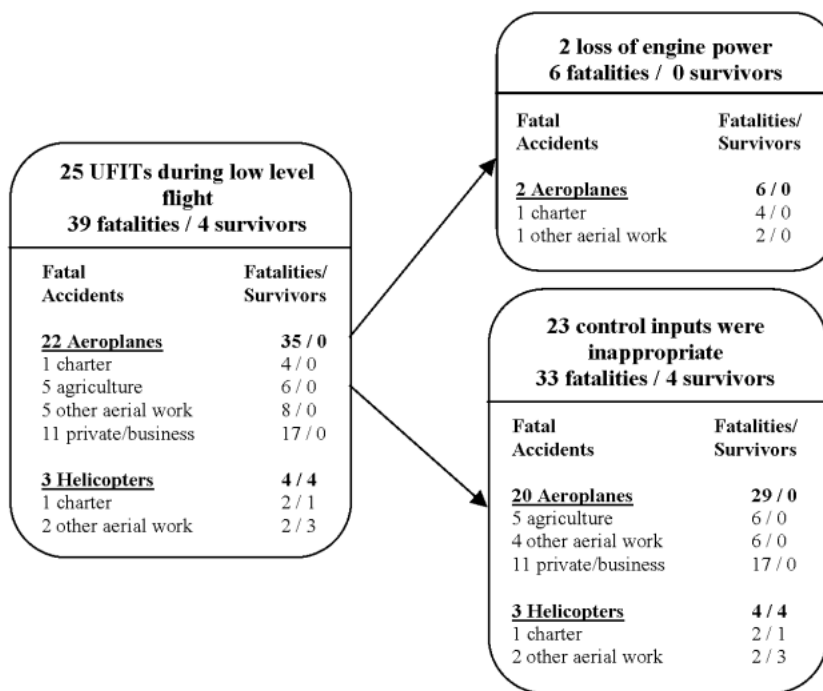 25 UFITs during low level
flight
39 fatalities / 4 survivors
Fatal Fatalities/
Accidents Survivors
22 Aeroplanes 35 / 0
1 charter 4 / 0
5 agriculture 6 / 0
5 other aerial work 8 / 0
11 private/business 17 / 0
3 Helicopters 4 / 4
1 charter 2 / 1
2 other aerial work 2 / 3
2 loss of engine power
6 fatalities / 0 survivors
Fatal Fatalities/
Accidents Survivors
2 Aeroplanes 6 / 0
1 charter 4 / 0
1 other aerial work 2 / 0
23 control inputs were
inappropriate
33 fatalities / 4 survivors
Fatal Fatalities/
Accidents Survivors
20 Aeroplanes 29 / 0
5 agriculture 6 / 0
4 other aerial work 6 / 0
11 private/business 17 / 0
3 Helicopters 4 / 4
1 charter 2 / 1
2 other aerial work 2 / 3